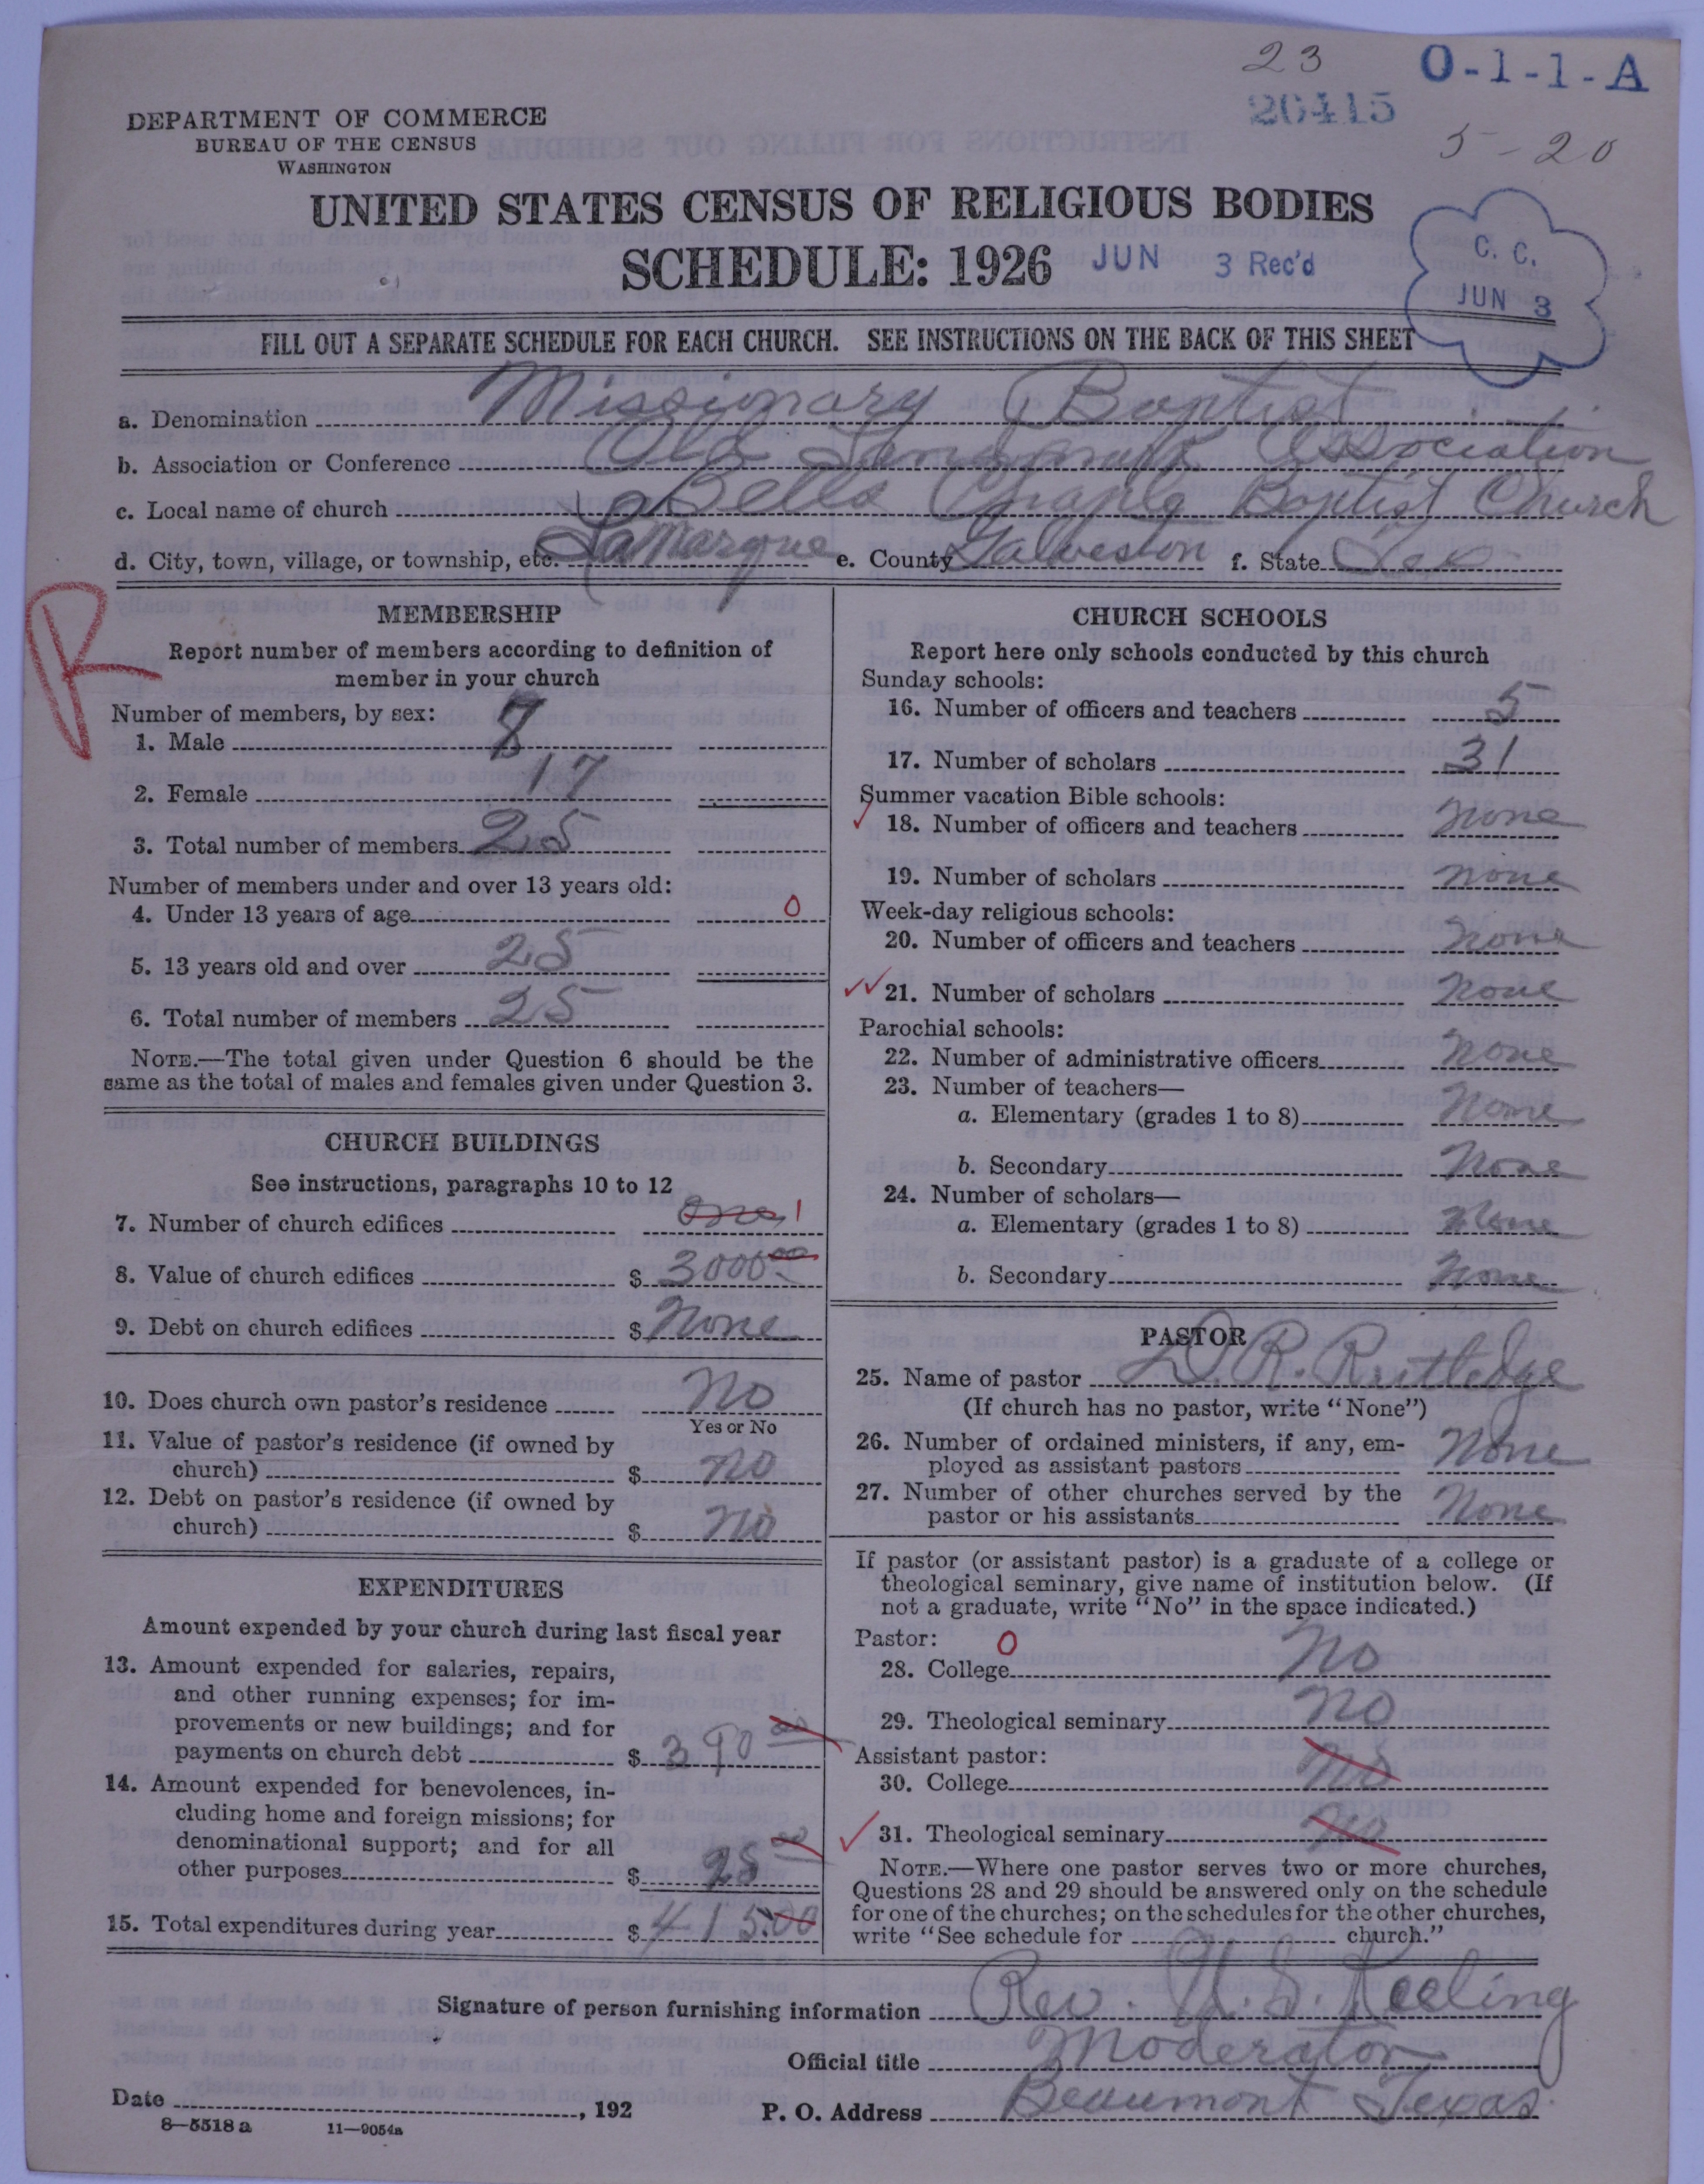 23
O-1-1-A
20415
5-20
DEPARTMENT OF COMMERCE
BUREAU OF THE CENSUS
WASHINGTON
UNITED STATES CENSUS OF RELIGIOUS BODIES
SCHEDULE: 1926
JUN 3 Rec'd
C. C.
JUN 3
FILL OUT A SEPARATE SCHEDULE FOR EACH CHURCH. SEE INSTRUCTIONS ON THE BACK OF THIS SHEET
a. Denomination Missionary Baptist
b. Association or Conference Old Landmark Association
c. Local name of church Bells Chaple Baptist Church
d. City, town, village, or township, etc. La Marque e. County Galveston f. State Tex
MEMBERSHIP
Report number of members according to definition of
member in your church
Number of members, by sex:
1. Male 8
2. Female 17
3. Total number of members 25
Number of members under and over 13 years old:
4. Under 13 years of age 0
5. 13 years old and over 25
6. Total number of members 25
NOTE.—The total given under Question 6 should be the
same as the total of males and females given under Question 3.
CHURCH BUILDINGS
See instructions, paragraphs 10 to 12
7. Number of church edifices One 1
8. Value of church edifices $ 3000 00
9. Debt on church edifices $ None
10. Does church own pastor's residence No
Yes or No
11. Value of pastor's residence (if owned by
church) $ no
12. Debt on pastor's residence (if owned by
church) $ no
EXPENDITURES
Amount expended by your church during last fiscal year
13. Amount expended for salaries, repairs,
and other running expenses; for im-
provements or new buildings; and for
payments on church debt $ 390 00
14. Amount expended for benevolences, in-
cluding home and foreign missions; for
denominational support; and for all
other purposes $ 25 00
15. Total expenditures during year $ 415.00
CHURCH SCHOOLS
Report here only schools conducted by this church
Sunday schools:
16. Number of officers and teachers 5
17. Number of scholars 31
Summer vacation Bible schools:
18. Number of officers and teachers none
19. Number of scholars none
Week-day religious schools:
20. Number of officers and teachers none
21. Number of scholars none
Parochial schools:
22. Number of administrative officers none
23. Number of teachers—
a. Elementary (grades 1 to 8) None
b. Secondary None
24. Number of scholars—
a. Elementary (grades 1 to 8) None
b. Secondary None
PASTOR
25. Name of pastor D. R. Rutledge
(If church has no pastor, write "None")
26. Number of ordained ministers, if any, em-
ployed as assistant pastors None
27. Number of other churches served by the
pastor or his assistants None
If pastor (or assistant pastor) is a graduate of a college or
theological seminary, give name of institution below. (If
not a graduate, write "No" in the space indicated.)
Pastor: 0
28. College No
29. Theological seminary no
Assistant pastor:
30. College No
31. Theological seminary no
NOTE.—Where one pastor serves two or more churches,
Questions 28 and 29 should be answered only on the schedule
for one of the churches; on the schedules for the other churches,
write "See schedule for church."
Signature of person furnishing information Rev. Keeling
Official title Moderator
Date , 192
P. O. Address Beaumont Texas.
8—5518 a
11—9054a